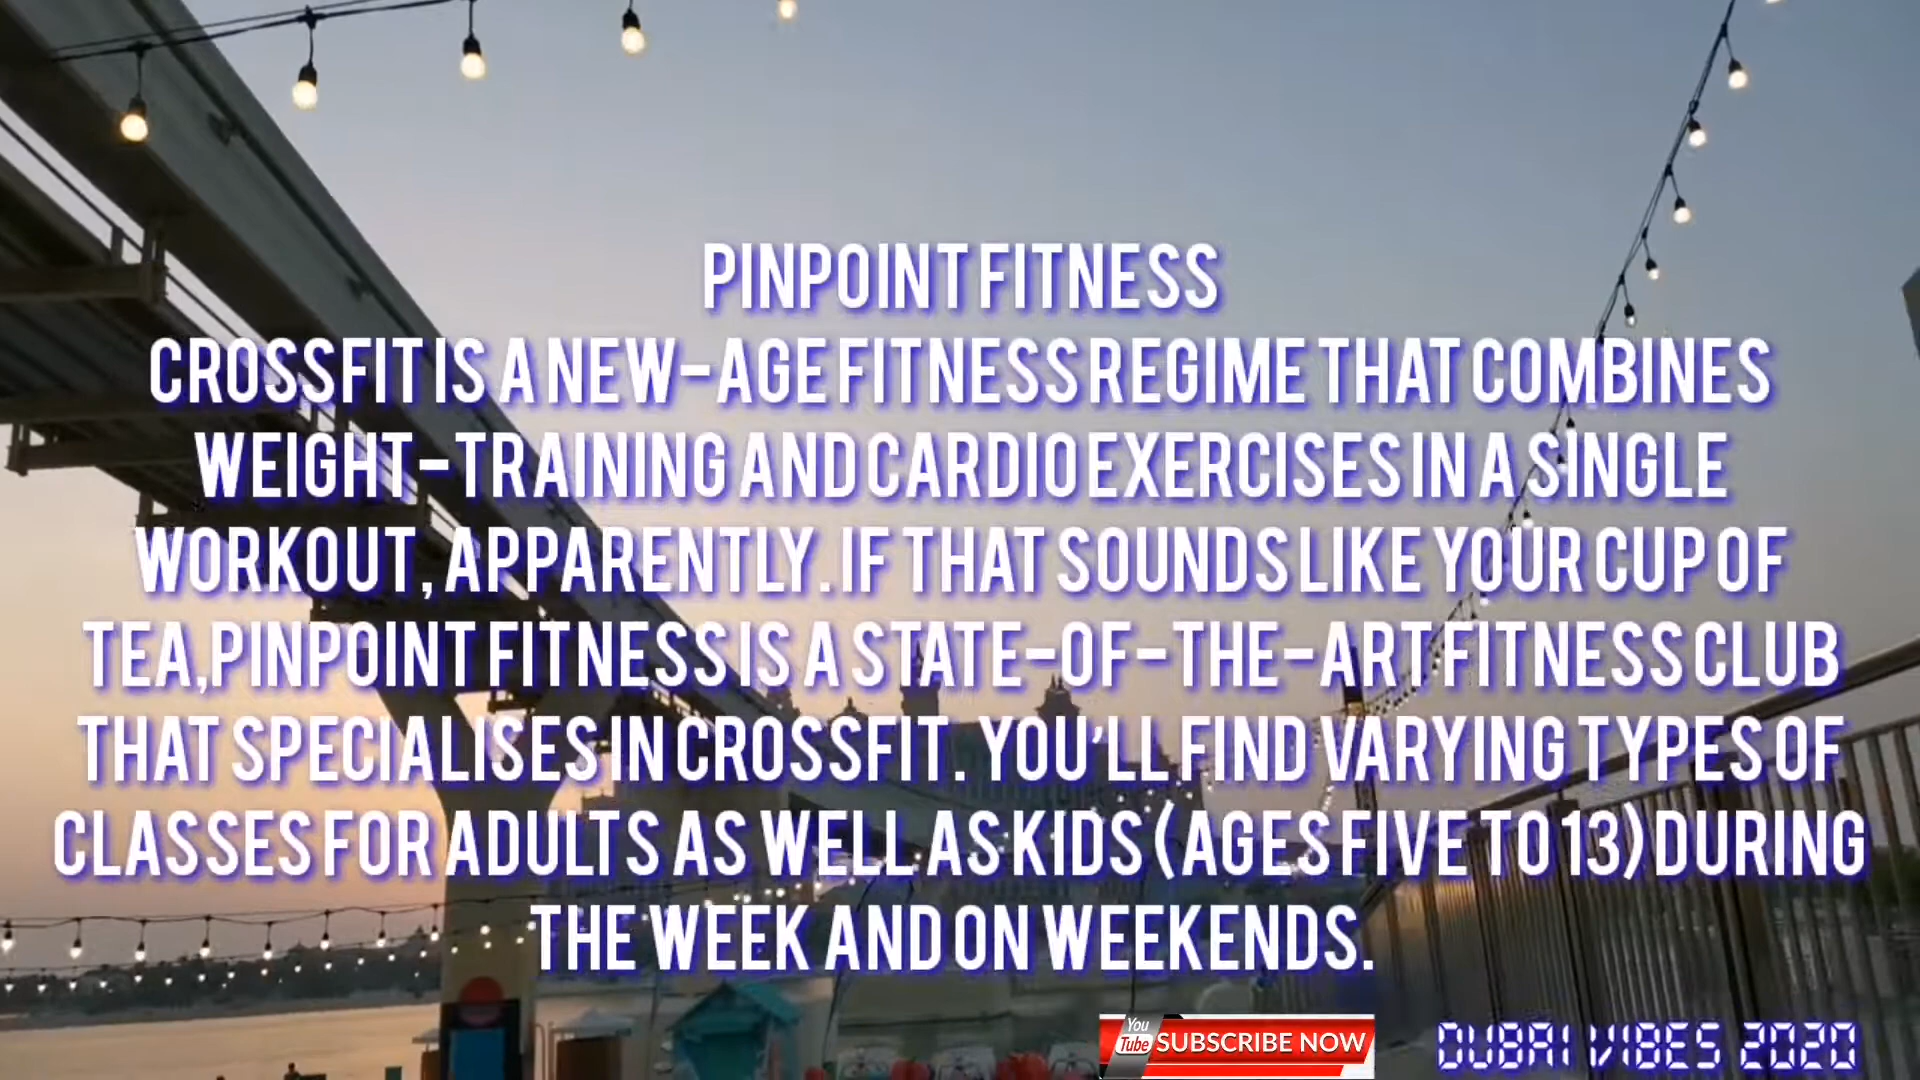 PINPOINT FITNESS
CROSSFIT IS A NEW-AGE FITNESS REGIME THAT COMBINES
WEIGHT-TRAINING AND CARDIO EXERCISES IN A SINGLE
WORKOUT, APPARENTLY. IF THAT SOUNDS LIKE YOUR CUP OF
TEA,PINPOINT FITNESS IS A STATE-OF-THE-ART FITNESS CLUB
THAT SPECIALISES IN CROSSFIT. YOU'LL FIND VARYING TYPES OF
CLASSES FOR ADULTS AS WELL AS KIDS (AGES FIVE TO 13) DURING
THE WEEK AND ON WEEKENDS.
You Tube SUBSCRIBE NOW
DUBAI VIBES 2020